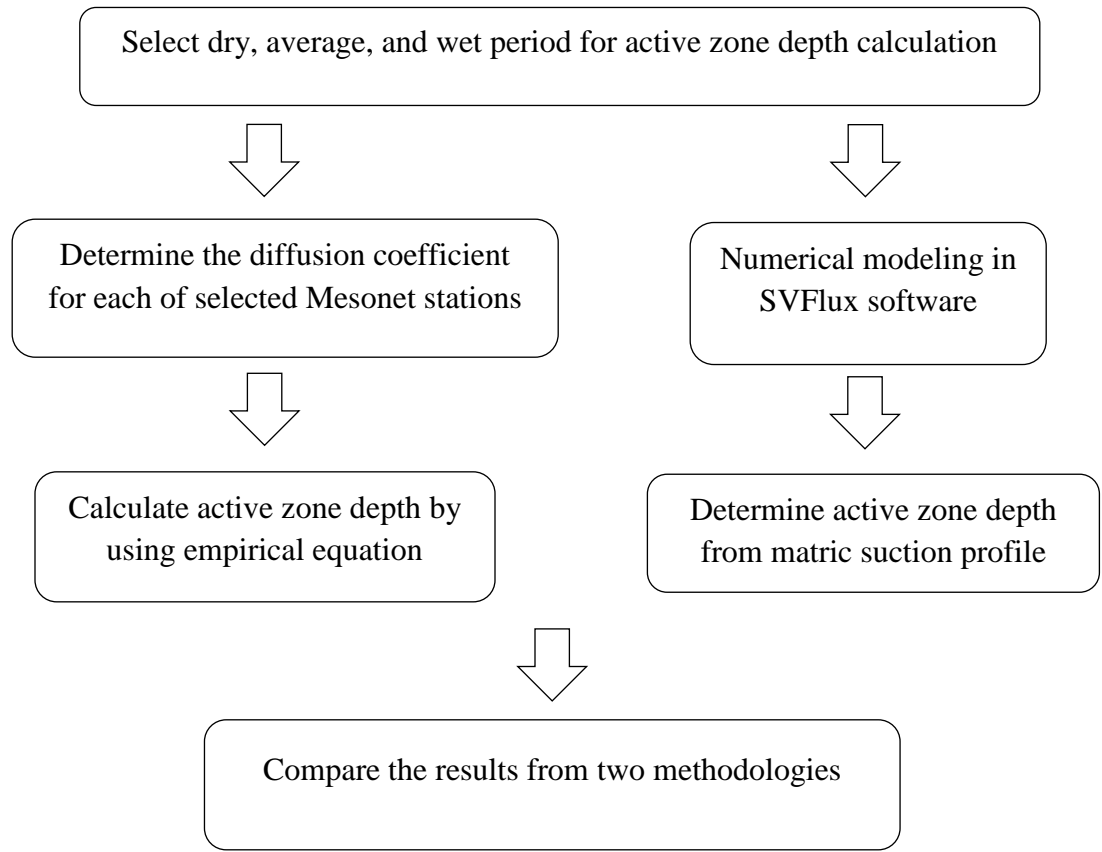 Select dry, average, and wet period for active zone depth calculation
Determine the diffusion coefficient
for each of selected Mesonet stations
Numerical modeling in
SVFlux software
Calculate active zone depth by
using empirical equation
Determine active zone depth
from matric suction profile
Compare the results from two methodologies